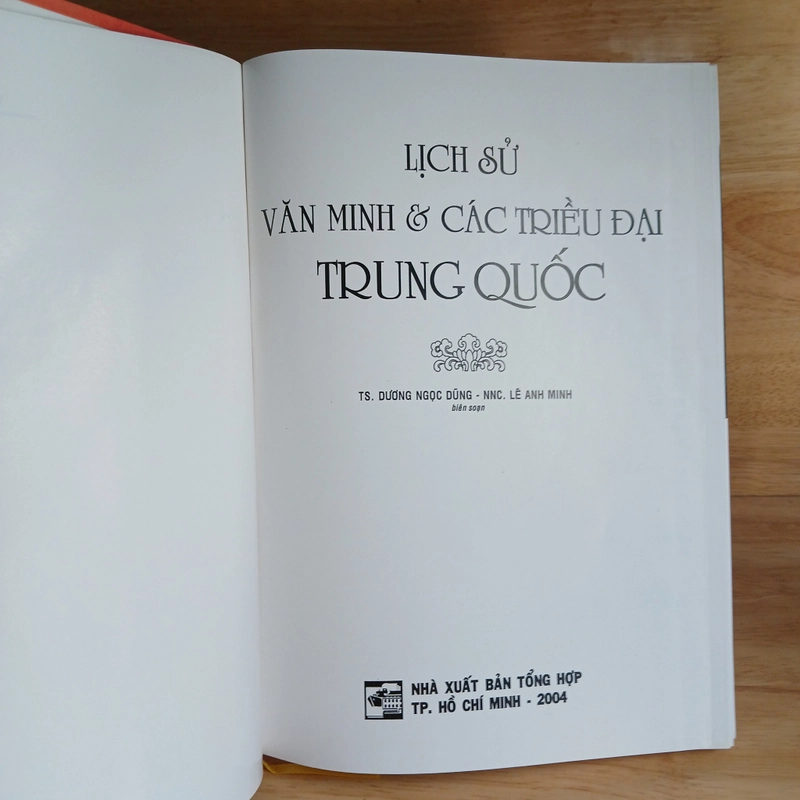 LỊCH SỬ
VĂN MINH & CÁC TRIỀU ĐẠI
TRUNG QUỐC
TS. DƯƠNG NGỌC DŨNG - NNC. LÊ ANH MINH
biên soạn
NHÀ XUẤT BẢN TỔNG HỢP
TP. HỒ CHÍ MINH - 2004